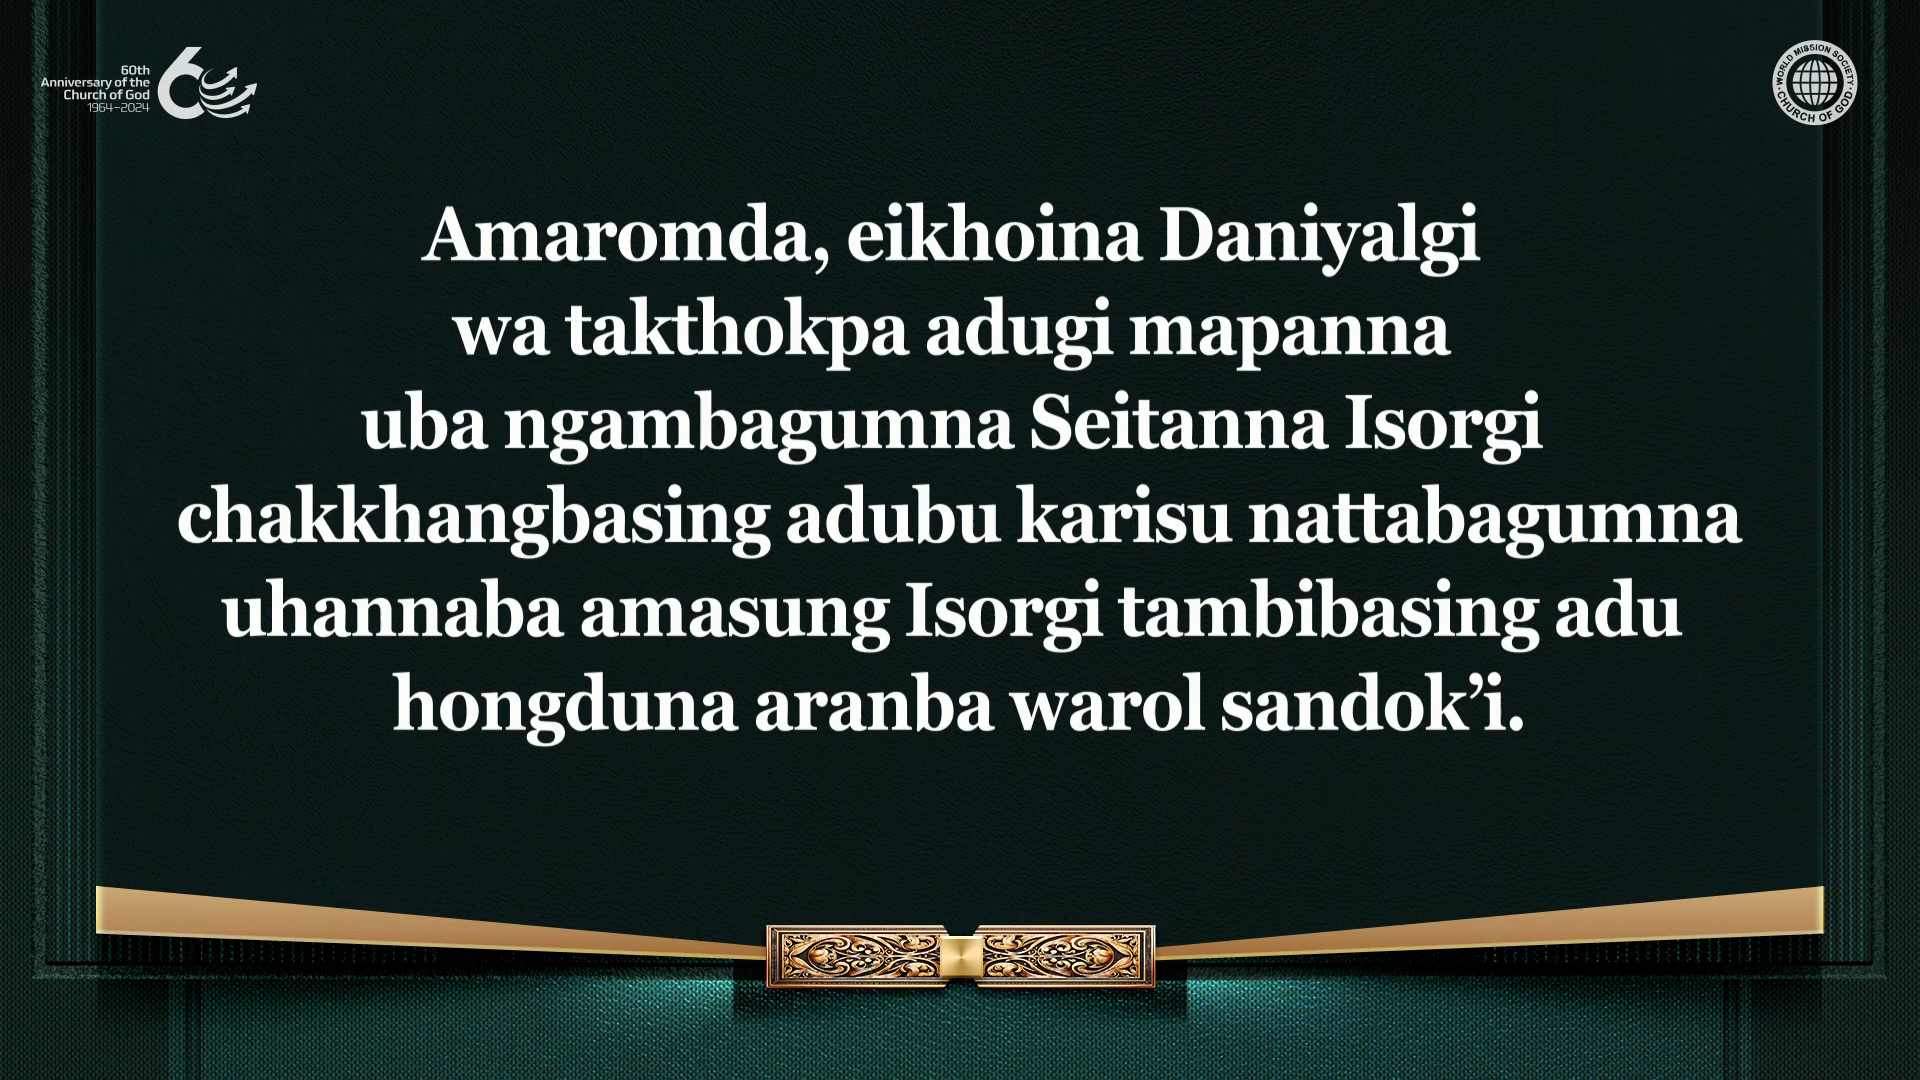 60th
Anniversary of the
Church of God
1964–2024
60
WORLD MISSION SOCIETY
CHURCH OF GOD
Amaromda, eikhoina Daniyalgi
wa takthokpa adugi mapanna
uba ngambagumna Seitanna Isorgi
chakkhangbasing adubu karisu nattabagumna
uhannaba amasung Isorgi tambibasing adu
hongduna aranba warol sandok’i.